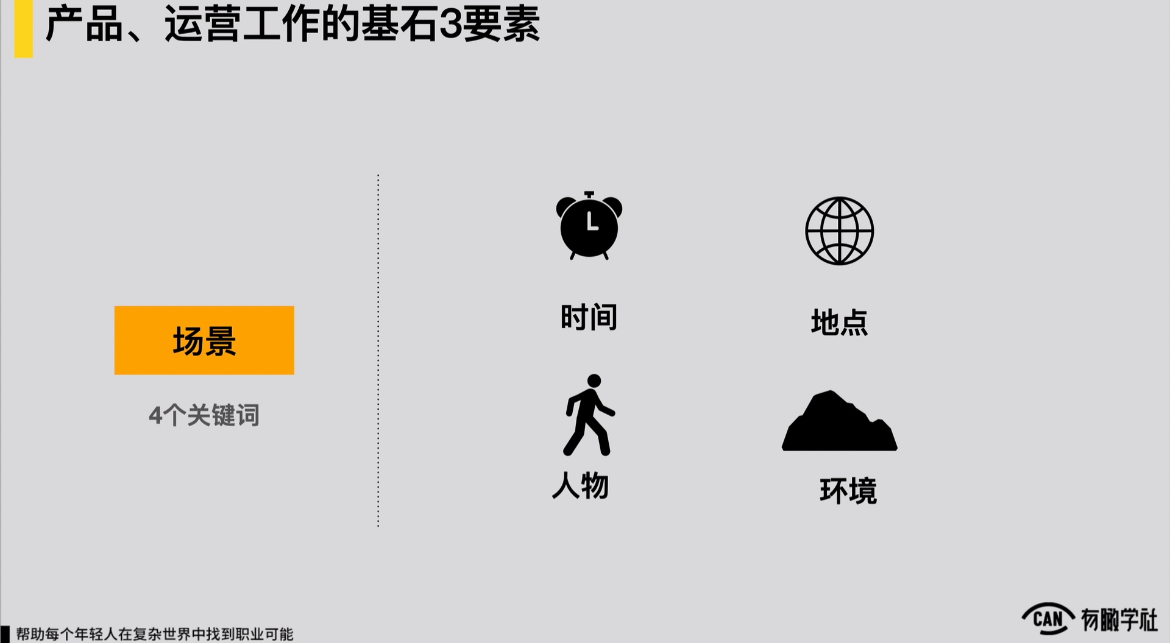 产品、运营工作的基石3要素
时间
地点
场景
4个关键词
人物
环境
帮助每个年轻人在复杂世界中找到职业可能
CAN 有瞰学社